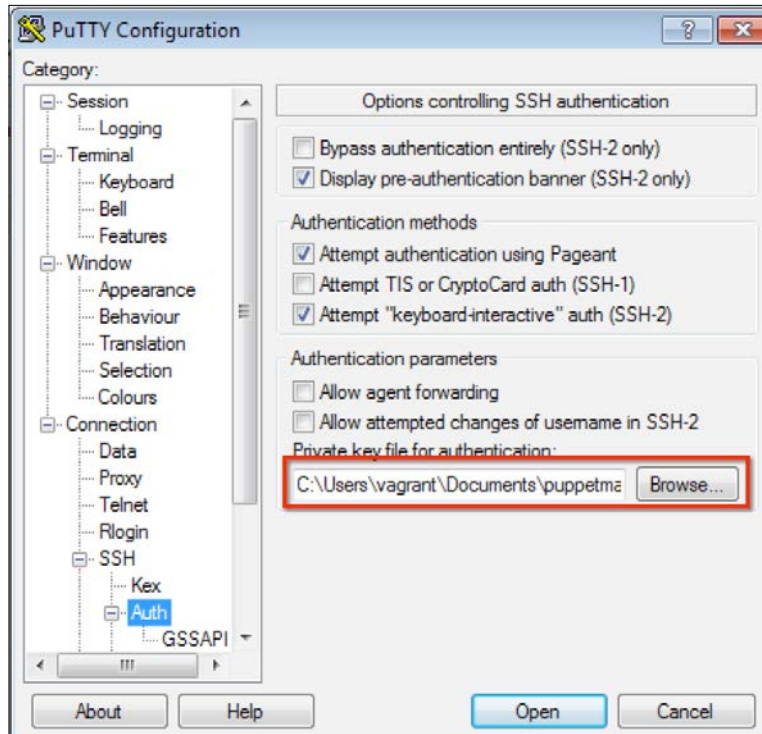 PuTTY Configuration
Category:
Session
Logging
Terminal
Keyboard
Bell
Features
Window
Appearance
Behaviour
Translation
Selection
Colours
Connection
Data
Proxy
Telnet
Rlogin
SSH
Kex
Auth
GSSAPI
Options controlling SSH authentication
Bypass authentication entirely (SSH-2 only)
Display pre-authentication banner (SSH-2 only)
Authentication methods
Attempt authentication using Pageant
Attempt TIS or CryptoCard auth (SSH-1)
Attempt "keyboard-interactive" auth (SSH-2)
Authentication parameters
Allow agent forwarding
Allow attempted changes of username in SSH-2
Private key file for authentication:
C:\Users\vagrant\Documents\puppetma Browse...
About Help Open Cancel